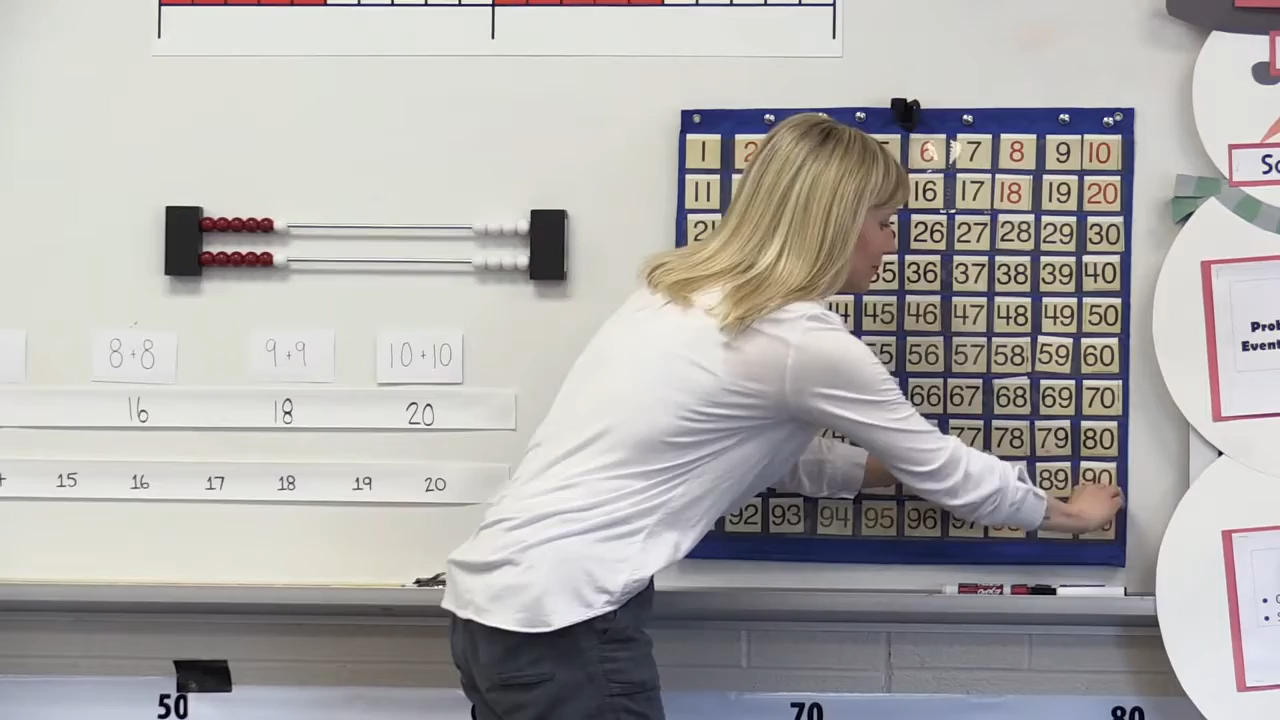 1 6 7 8 9 10
11 16 17 18 19 20
26 27 28 29 30
36 37 38 39 40
45 46 47 48 49 50
56 57 58 59 60
66 67 68 69 70
77 78 79 80
89 90
92 93 94 95 96
8+8 9+9 10+10
16 18 20
15 16 17 18 19 20
50 70 80